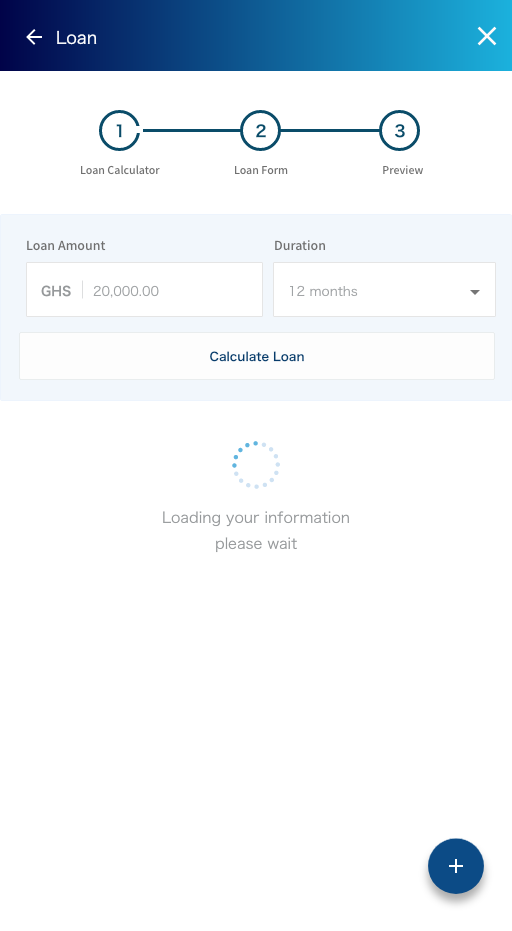 Loan
1
2
3
Loan Calculator
Loan Form
Preview
Loan Amount
Duration
GHS
20,000.00
12 months
Calculate Loan
Loading your information
please wait